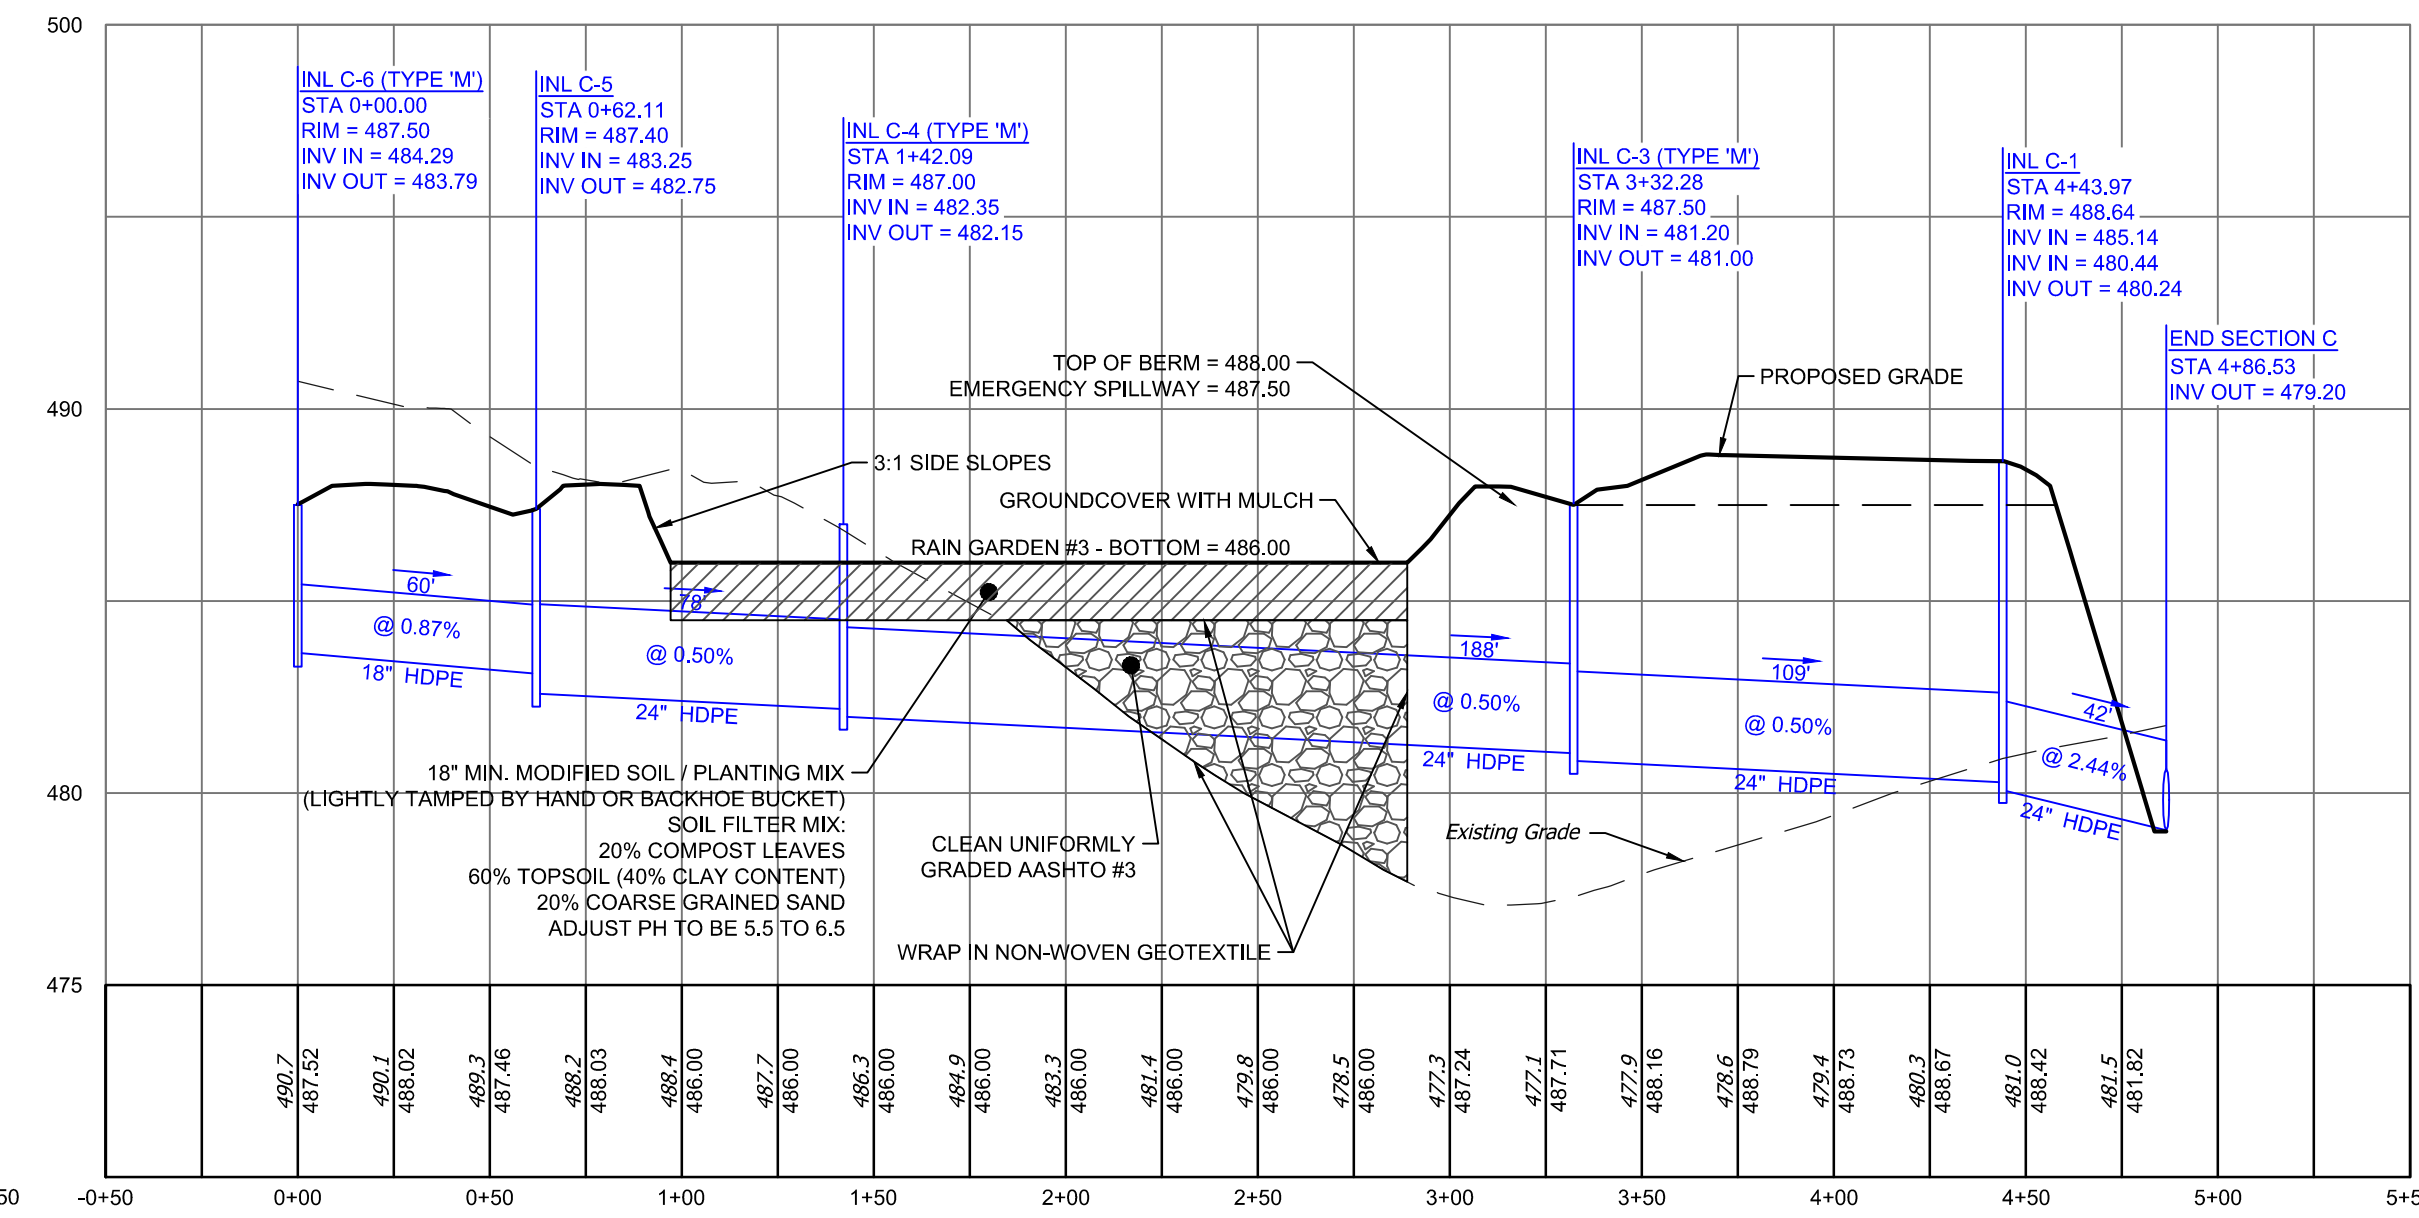 500
INL C-6 (TYPE 'M')
STA 0+00.00
RIM = 487.50
INV IN = 484.29
INV OUT = 483.79
INL C-5
STA 0+62.11
RIM = 487.40
INV IN = 483.25
INV OUT = 482.75
INL C-4 (TYPE 'M')
STA 1+42.09
RIM = 487.00
INV IN = 482.35
INV OUT = 482.15
INL C-3 (TYPE 'M')
STA 3+32.28
RIM = 487.50
INV IN = 481.20
INV OUT = 481.00
INL C-1
STA 4+43.97
RIM = 488.64
INV IN = 485.14
INV IN = 480.44
INV OUT = 480.24
END SECTION C
STA 4+86.53
INV OUT = 479.20
490
TOP OF BERM = 488.00
EMERGENCY SPILLWAY = 487.50
PROPOSED GRADE
3:1 SIDE SLOPES
GROUNDCOVER WITH MULCH
RAIN GARDEN #3 - BOTTOM = 486.00
60'
@ 0.87%
18" HDPE
78'
@ 0.50%
24" HDPE
188'
@ 0.50%
24" HDPE
109'
@ 0.50%
24" HDPE
42'
@ 2.44%
24" HDPE
480
18" MIN. MODIFIED SOIL / PLANTING MIX
(LIGHTLY TAMPED BY HAND OR BACKHOE BUCKET)
SOIL FILTER MIX:
20% COMPOST LEAVES
60% TOPSOIL (40% CLAY CONTENT)
20% COARSE GRAINED SAND
ADJUST PH TO BE 5.5 TO 6.5
CLEAN UNIFORMLY
GRADED AASHTO #3
Existing Grade
WRAP IN NON-WOVEN GEOTEXTILE
475
490.7
487.52
490.1
488.02
489.3
487.46
488.2
488.03
488.4
486.00
487.7
486.00
486.3
486.00
484.9
486.00
483.3
486.00
481.4
486.00
479.8
486.00
478.5
486.00
477.3
487.24
477.1
487.71
477.9
488.16
478.6
488.79
479.4
488.73
480.3
488.67
481.0
488.42
481.5
481.82
50
-0+50
0+00
0+50
1+00
1+50
2+00
2+50
3+00
3+50
4+00
4+50
5+00
5+5